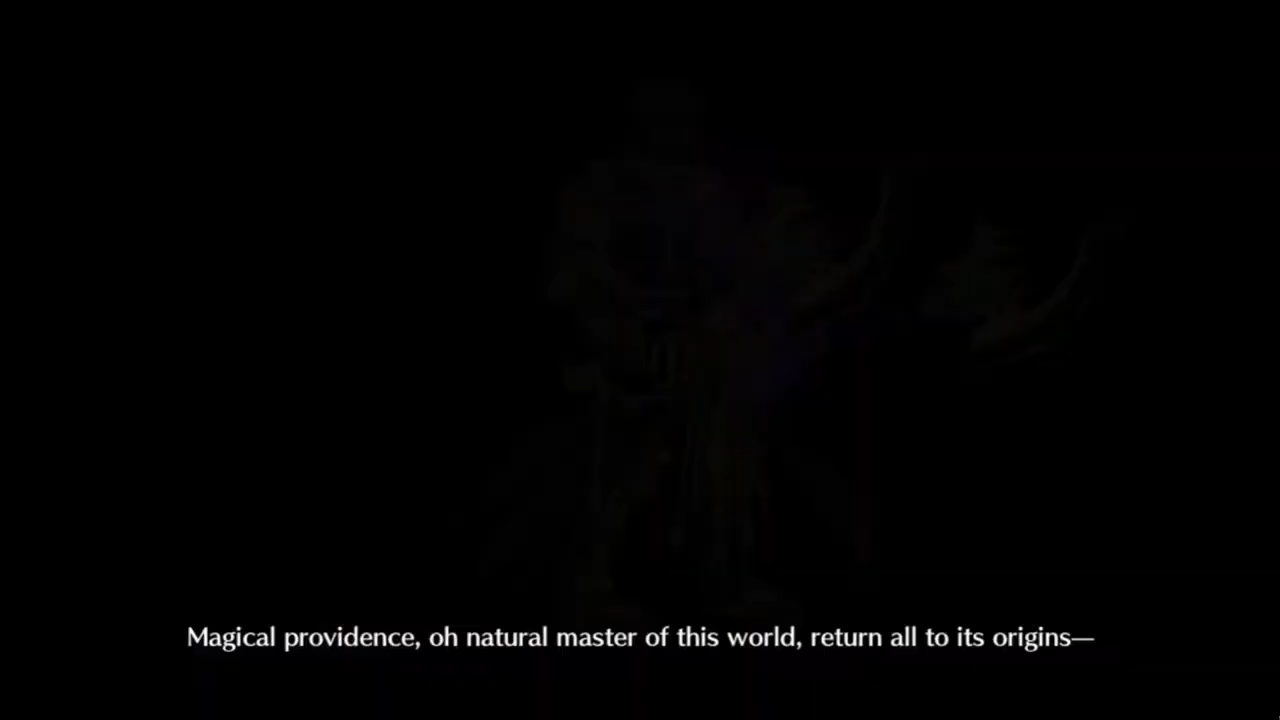 Magical providence, oh natural master of this world, return all to its origins—